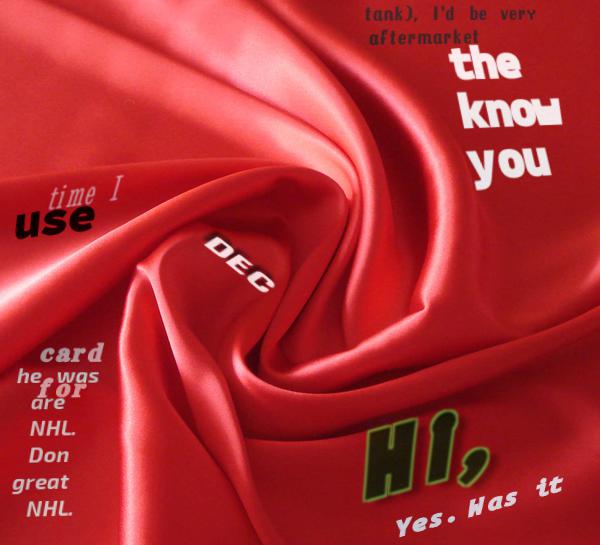 tank), I'd be very
aftermarket
the
know
you
time I
use
DEC
card
for
he was
are
NHL.
Don
great
NHL.
Hi,
Yes. Has it